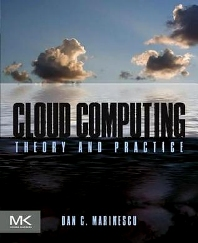 CLOUD COMPUTING
THEORY AND PRACTICE
DAN C. MARINESCU
MK